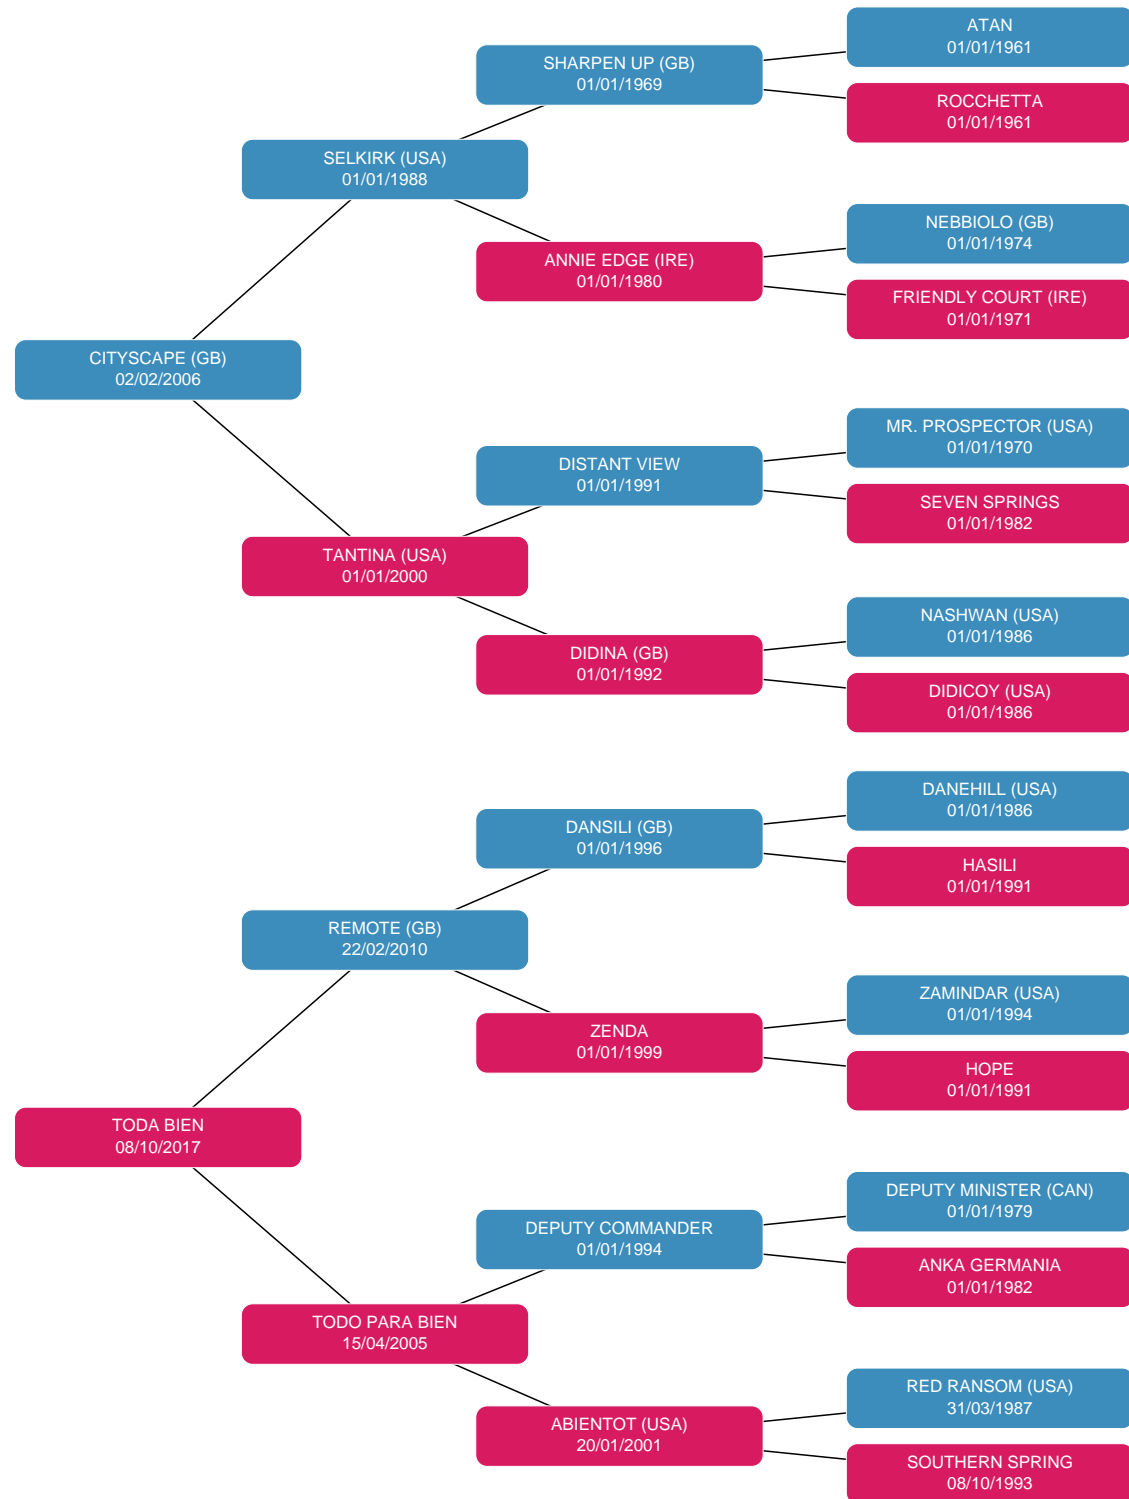 ATAN
01/01/1961
SHARPEN UP (GB)
01/01/1969
ROCCHETTA
01/01/1961
SELKIRK (USA)
01/01/1988
NEBBIOLO (GB)
01/01/1974
ANNIE EDGE (IRE)
01/01/1980
FRIENDLY COURT (IRE)
01/01/1971
CITYSCAPE (GB)
02/02/2006
MR. PROSPECTOR (USA)
01/01/1970
DISTANT VIEW
01/01/1991
SEVEN SPRINGS
01/01/1982
TANTINA (USA)
01/01/2000
NASHWAN (USA)
01/01/1986
DIDINA (GB)
01/01/1992
DIDICOY (USA)
01/01/1986
DANEHILL (USA)
01/01/1986
DANSILI (GB)
01/01/1996
HASILI
01/01/1991
REMOTE (GB)
22/02/2010
ZAMINDAR (USA)
01/01/1994
ZENDA
01/01/1999
HOPE
01/01/1991
TODA BIEN
08/10/2017
DEPUTY MINISTER (CAN)
01/01/1979
DEPUTY COMMANDER
01/01/1994
ANKA GERMANIA
01/01/1982
TODO PARA BIEN
15/04/2005
RED RANSOM (USA)
31/03/1987
ABIENTOT (USA)
20/01/2001
SOUTHERN SPRING
08/10/1993